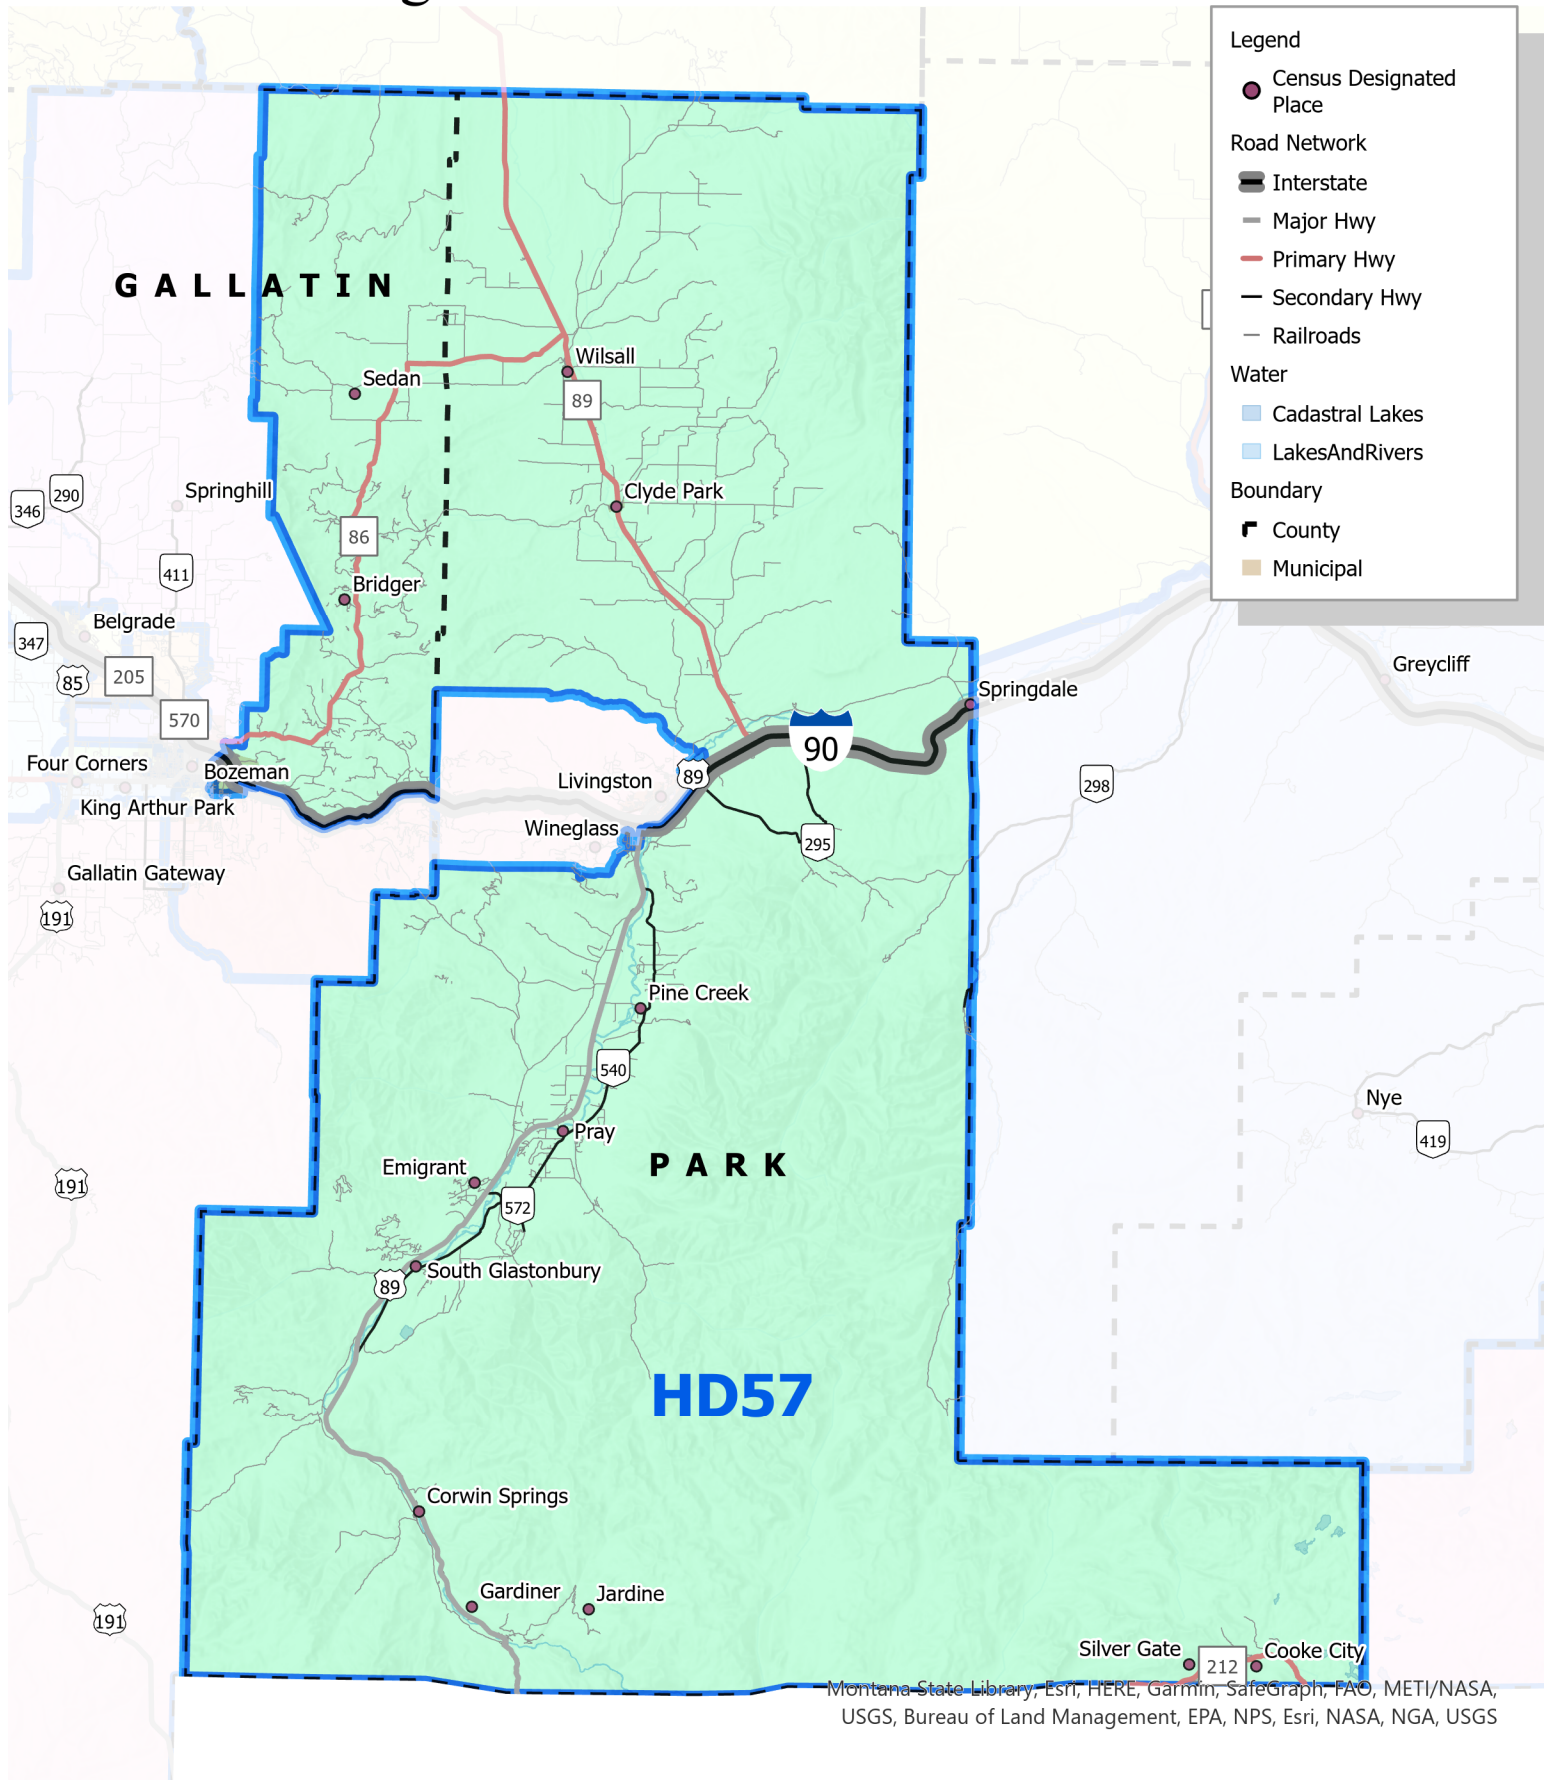 Legend
Census Designated
Place
Road Network
Interstate
Major Hwy
Primary Hwy
Secondary Hwy
Railroads
Water
Cadastral Lakes
LakesAndRivers
Boundary
County
Municipal
GALLATIN
Wilsall
Sedan
89
Springhill
290
346
Clyde Park
86
411
Bridger
Belgrade
347
205
85
Greycliff
Springdale
570
90
Four Corners
Bozeman
89
Livingston
298
King Arthur Park
Wineglass
295
Gallatin Gateway
191
Pine Creek
540
Nye
Pray
419
Emigrant
PARK
191
572
South Glastonbury
89
HD57
Corwin Springs
Gardiner
Jardine
191
Silver Gate
212
Cooke City
Montana State Library, Esri, HERE, Garmin, SafeGraph, FAO, METI/NASA,
USGS, Bureau of Land Management, EPA, NPS, Esri, NASA, NGA, USGS